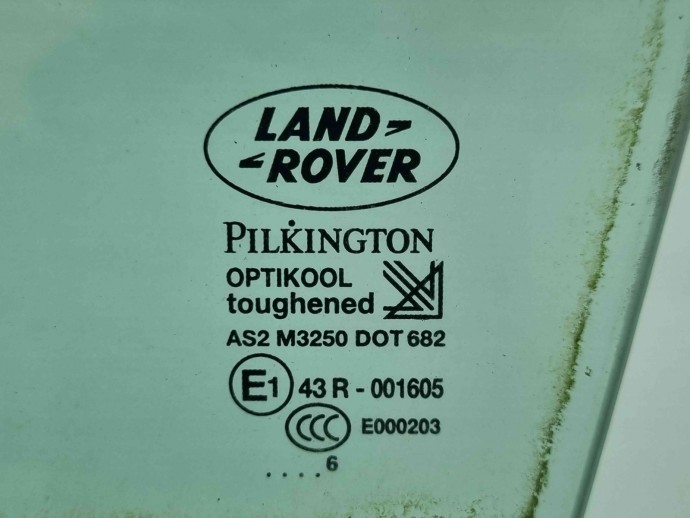 LAND
ROVER
PILKINGTON
OPTIKOOL
toughened
AS2 M3250 DOT 682
E1 43 R - 001605
CCC E000203
. . . . 6